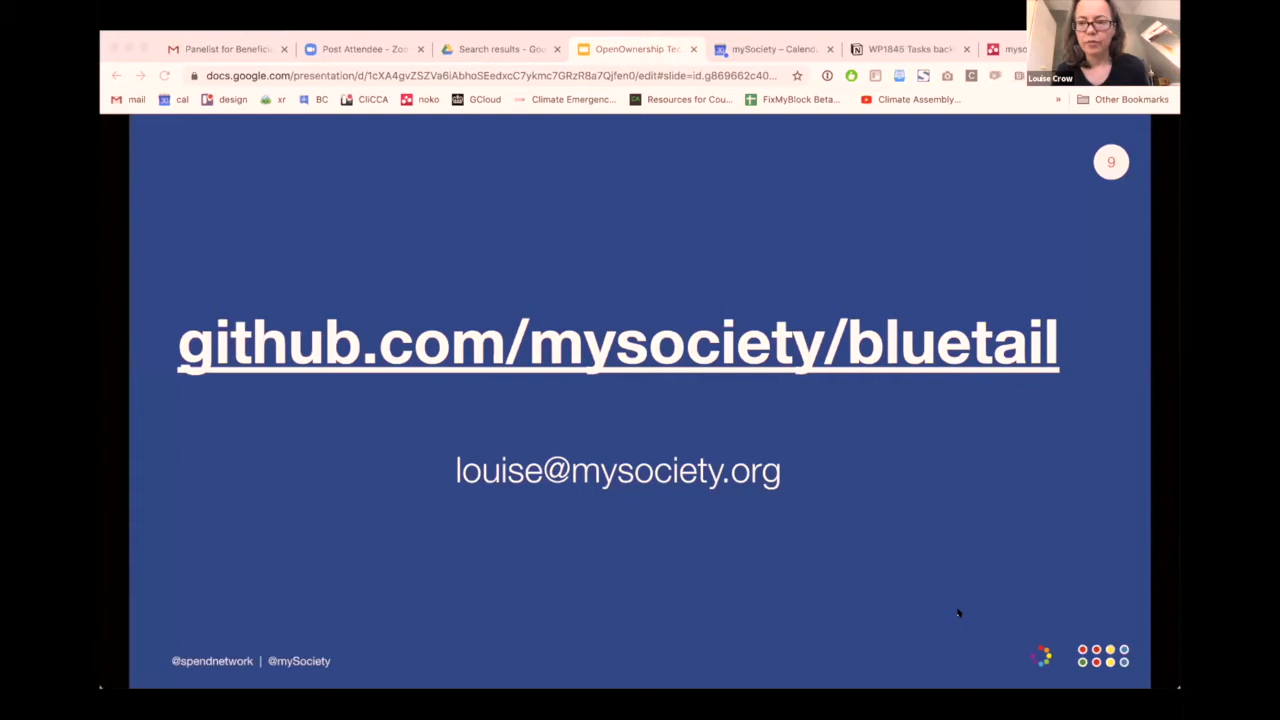 Panelist for Benefici
Post Attendee - Zoo
Search results - Goo
OpenOwnership Tec
mySociety – Calend
WP1845 Tasks back
myso
docs.google.com/presentation/d/1cXA4gvZSZVa6iAbhoSEedxcC7ykmc7GRzR8a7Qjfen0/edit#slide=id.g869662c40...
Louise Crow
mail cal design xr BC CliCCA noko GCloud Climate Emergenc... Resources for Cou... FixMyBlock Beta... Climate Assembly... » Other Bookmarks
9
github.com/mysociety/bluetail
louise@mysociety.org
@spendnetwork | @mySociety